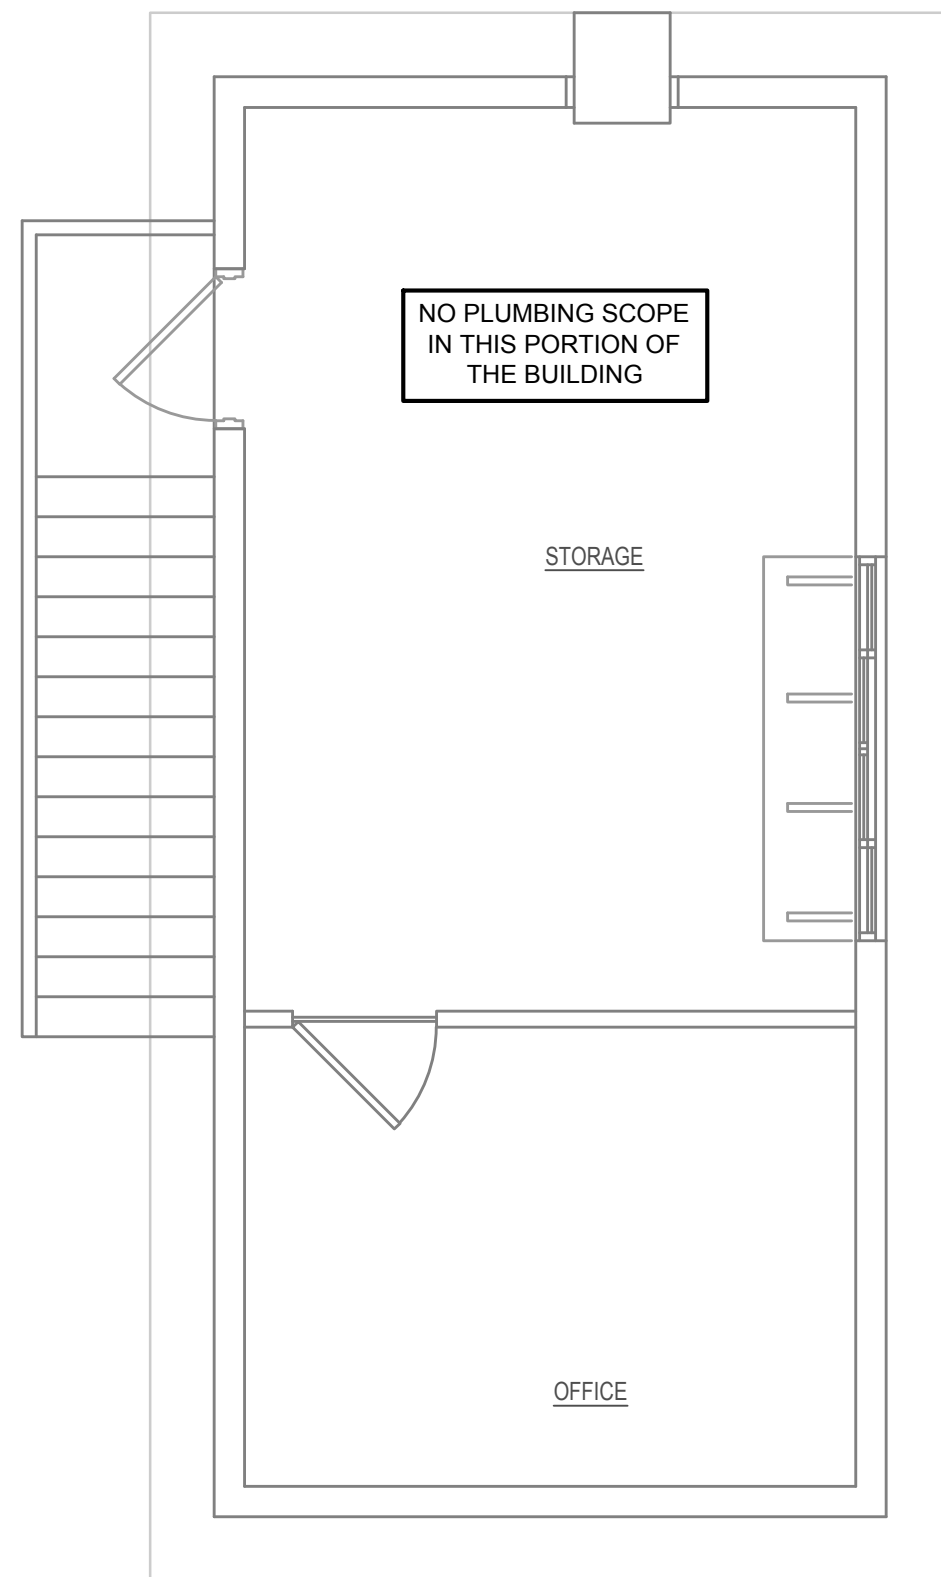 NO PLUMBING SCOPE
IN THIS PORTION OF
THE BUILDING
STORAGE
OFFICE